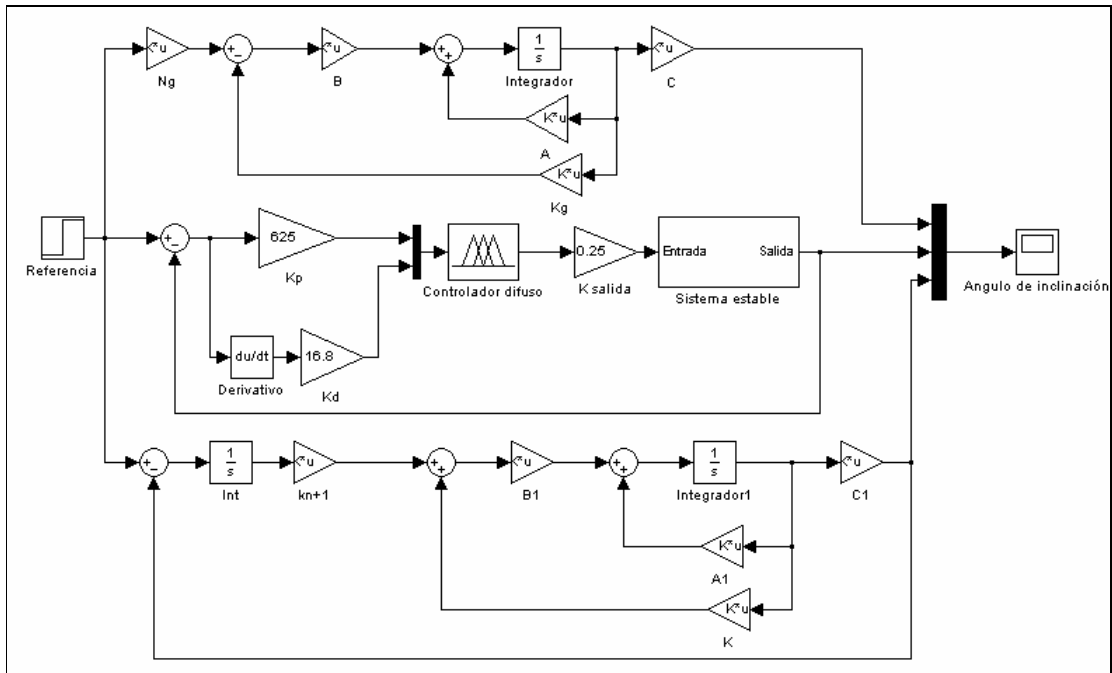 u
+
−
u
+
+
1
s
u
Ng
B
Integrador
C
K*u
A
K*u
Kg
Referencia
+
−
625
Kp
Controlador difuso
0.25
K salida
Entrada
Salida
Sistema estable
Angulo de inclinación
du/dt
Derivativo
16.8
Kd
+
−
1
s
Int
u
kn+1
+
+
u
B1
+
+
1
s
Integrador1
u
C1
K*u
A1
K*u
K